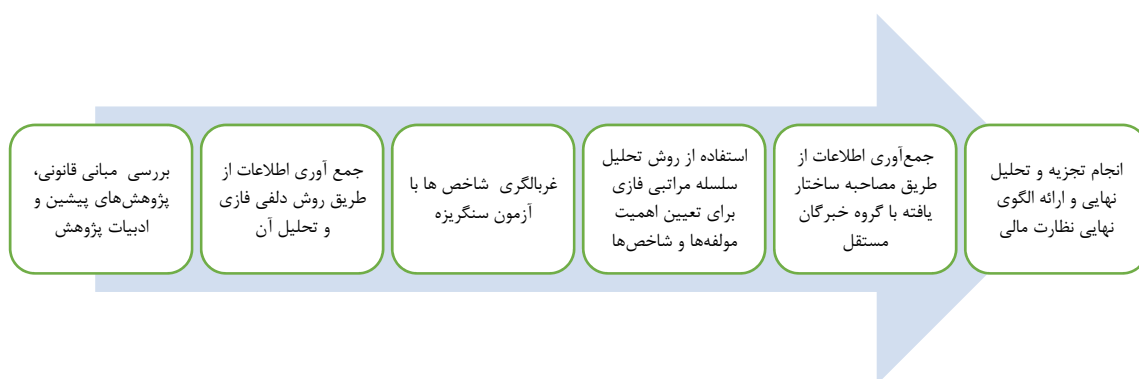 بررسی مبانی قانونی،
پژوهش‌های پیشین و
ادبیات پژوهش
جمع آوری اطلاعات از
طریق روش دلفی فازی
و تحلیل آن
غربالگری شاخص ها با
آزمون سنگریزه
استفاده از روش تحلیل
سلسله مراتبی فازی
برای تعیین اهمیت
مولفه‌ها و شاخص‌ها
جمع‌آوری اطلاعات از
طریق مصاحبه ساختار
یافته با گروه خبرگان
مستقل
انجام تجزیه و تحلیل
نهایی و ارائه الگوی
نهایی نظارت مالی